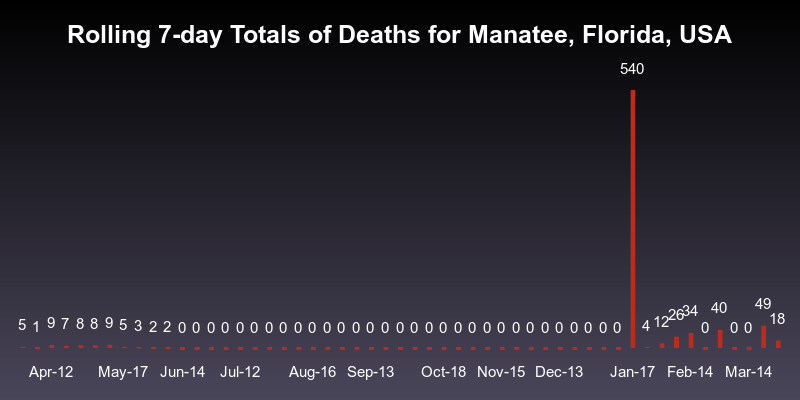 Rolling 7-day Totals of Deaths for Manatee, Florida, USA
540
5 1 9 7 8 8 9 5 3 2 2 0 0 0 0 0 0 0 0 0 0 0 0 0 0 0 0 0 0 0 0 0 0 0 0 0 0 0 0 0 0 0 4 12 26 34 0 40 0 0 49 18
Apr-12 May-17 Jun-14 Jul-12 Aug-16 Sep-13 Oct-18 Nov-15 Dec-13 Jan-17 Feb-14 Mar-14